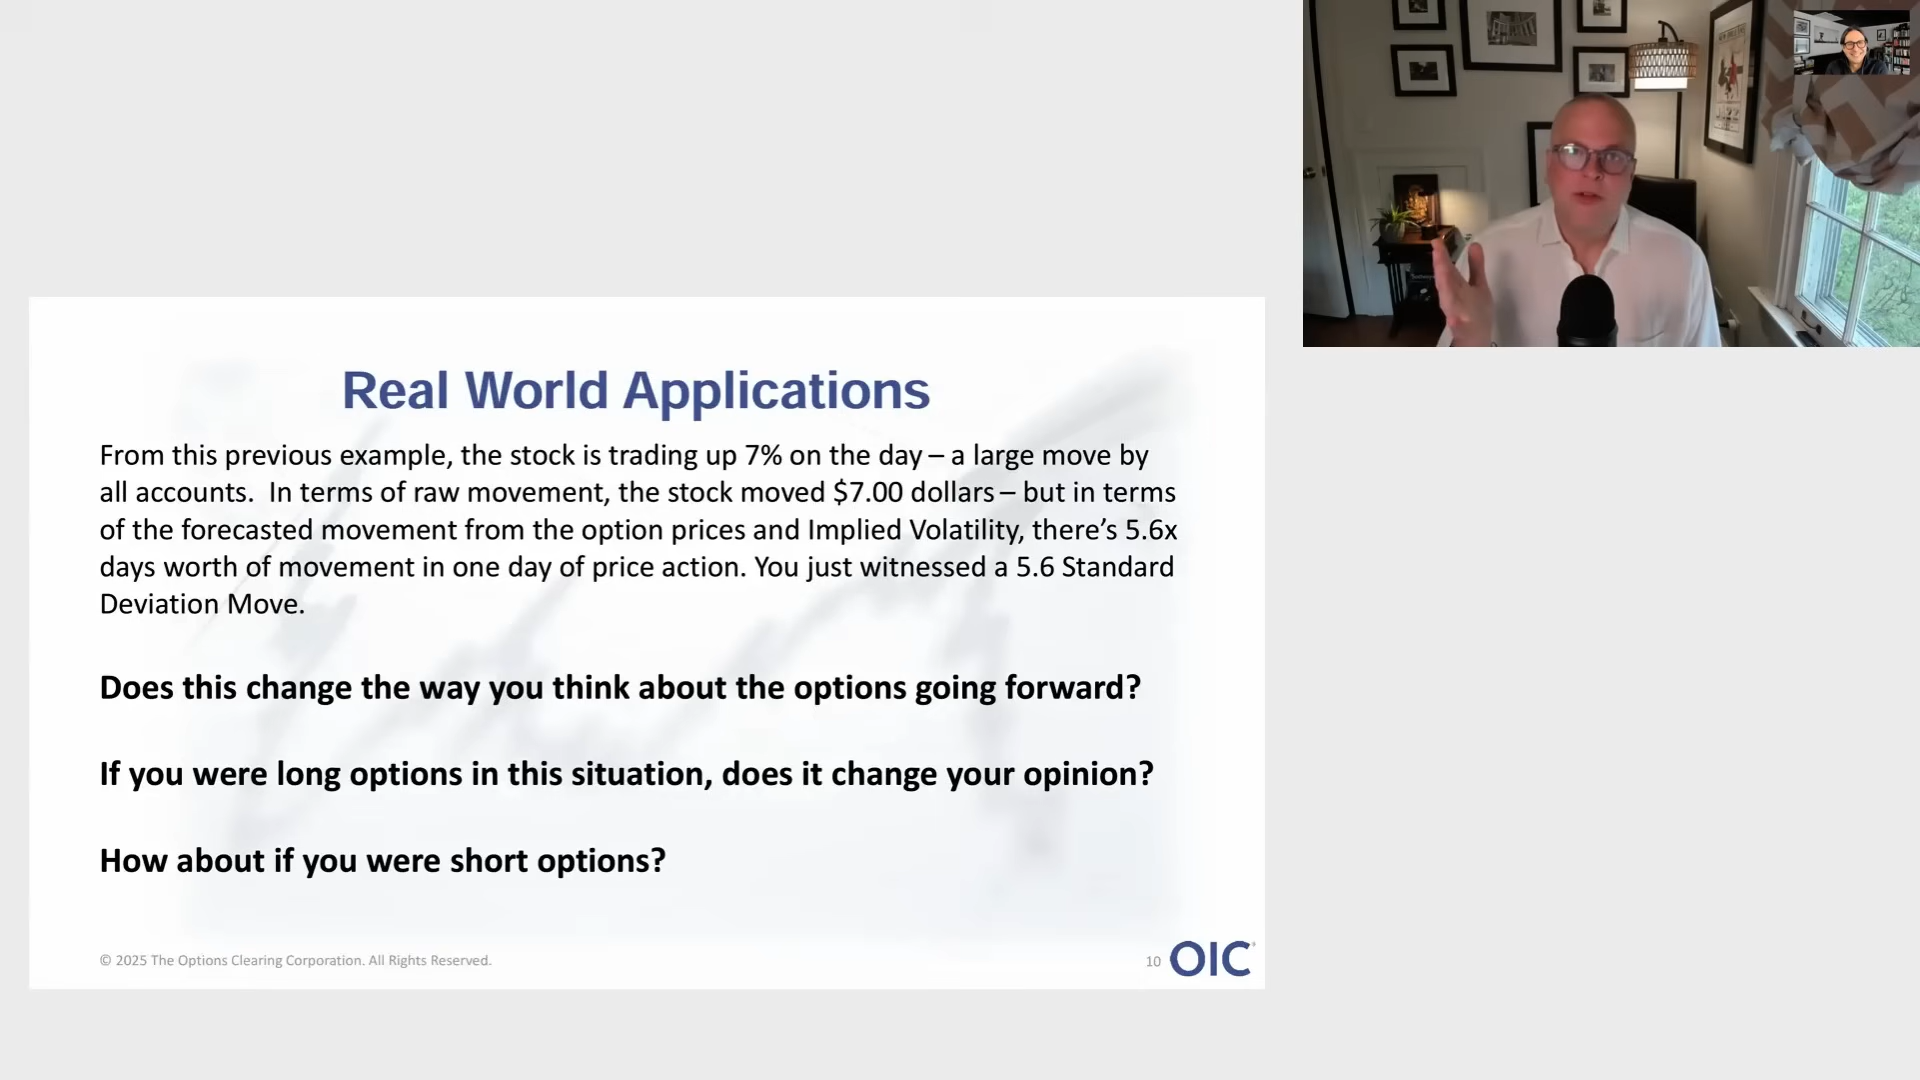 Real World Applications
From this previous example, the stock is trading up 7% on the day – a large move by
all accounts.  In terms of raw movement, the stock moved $7.00 dollars – but in terms
of the forecasted movement from the option prices and Implied Volatility, there’s 5.6x
days worth of movement in one day of price action. You just witnessed a 5.6 Standard
Deviation Move.
Does this change the way you think about the options going forward?
If you were long options in this situation, does it change your opinion?
How about if you were short options?
© 2025 The Options Clearing Corporation. All Rights Reserved.
10
OIC